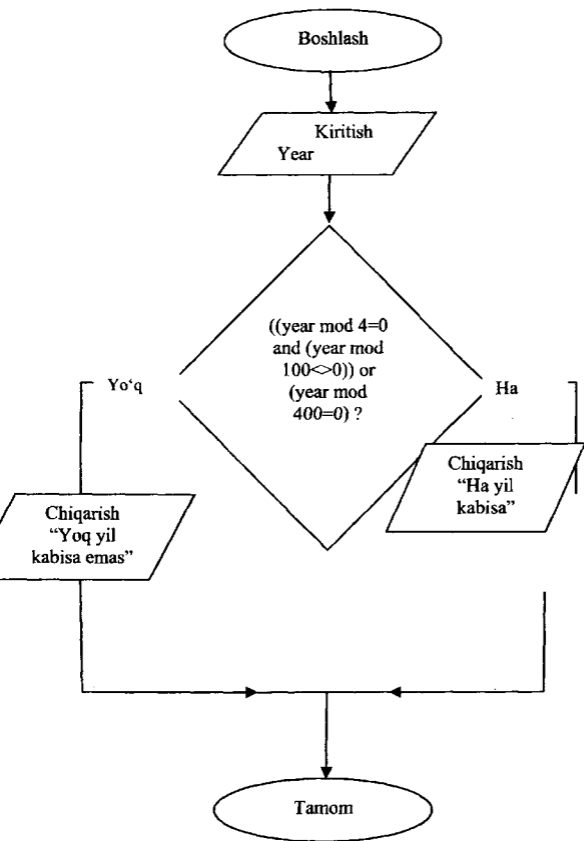 Boshlash
Kiritish
Year
((year mod 4=0
and (year mod
100<>0)) or
(year mod
400=0) ?
Yo‘q
Ha
Chiqarish
“Ha yil
kabisa”
Chiqarish
“Yoq yil
kabisa emas”
Tamom